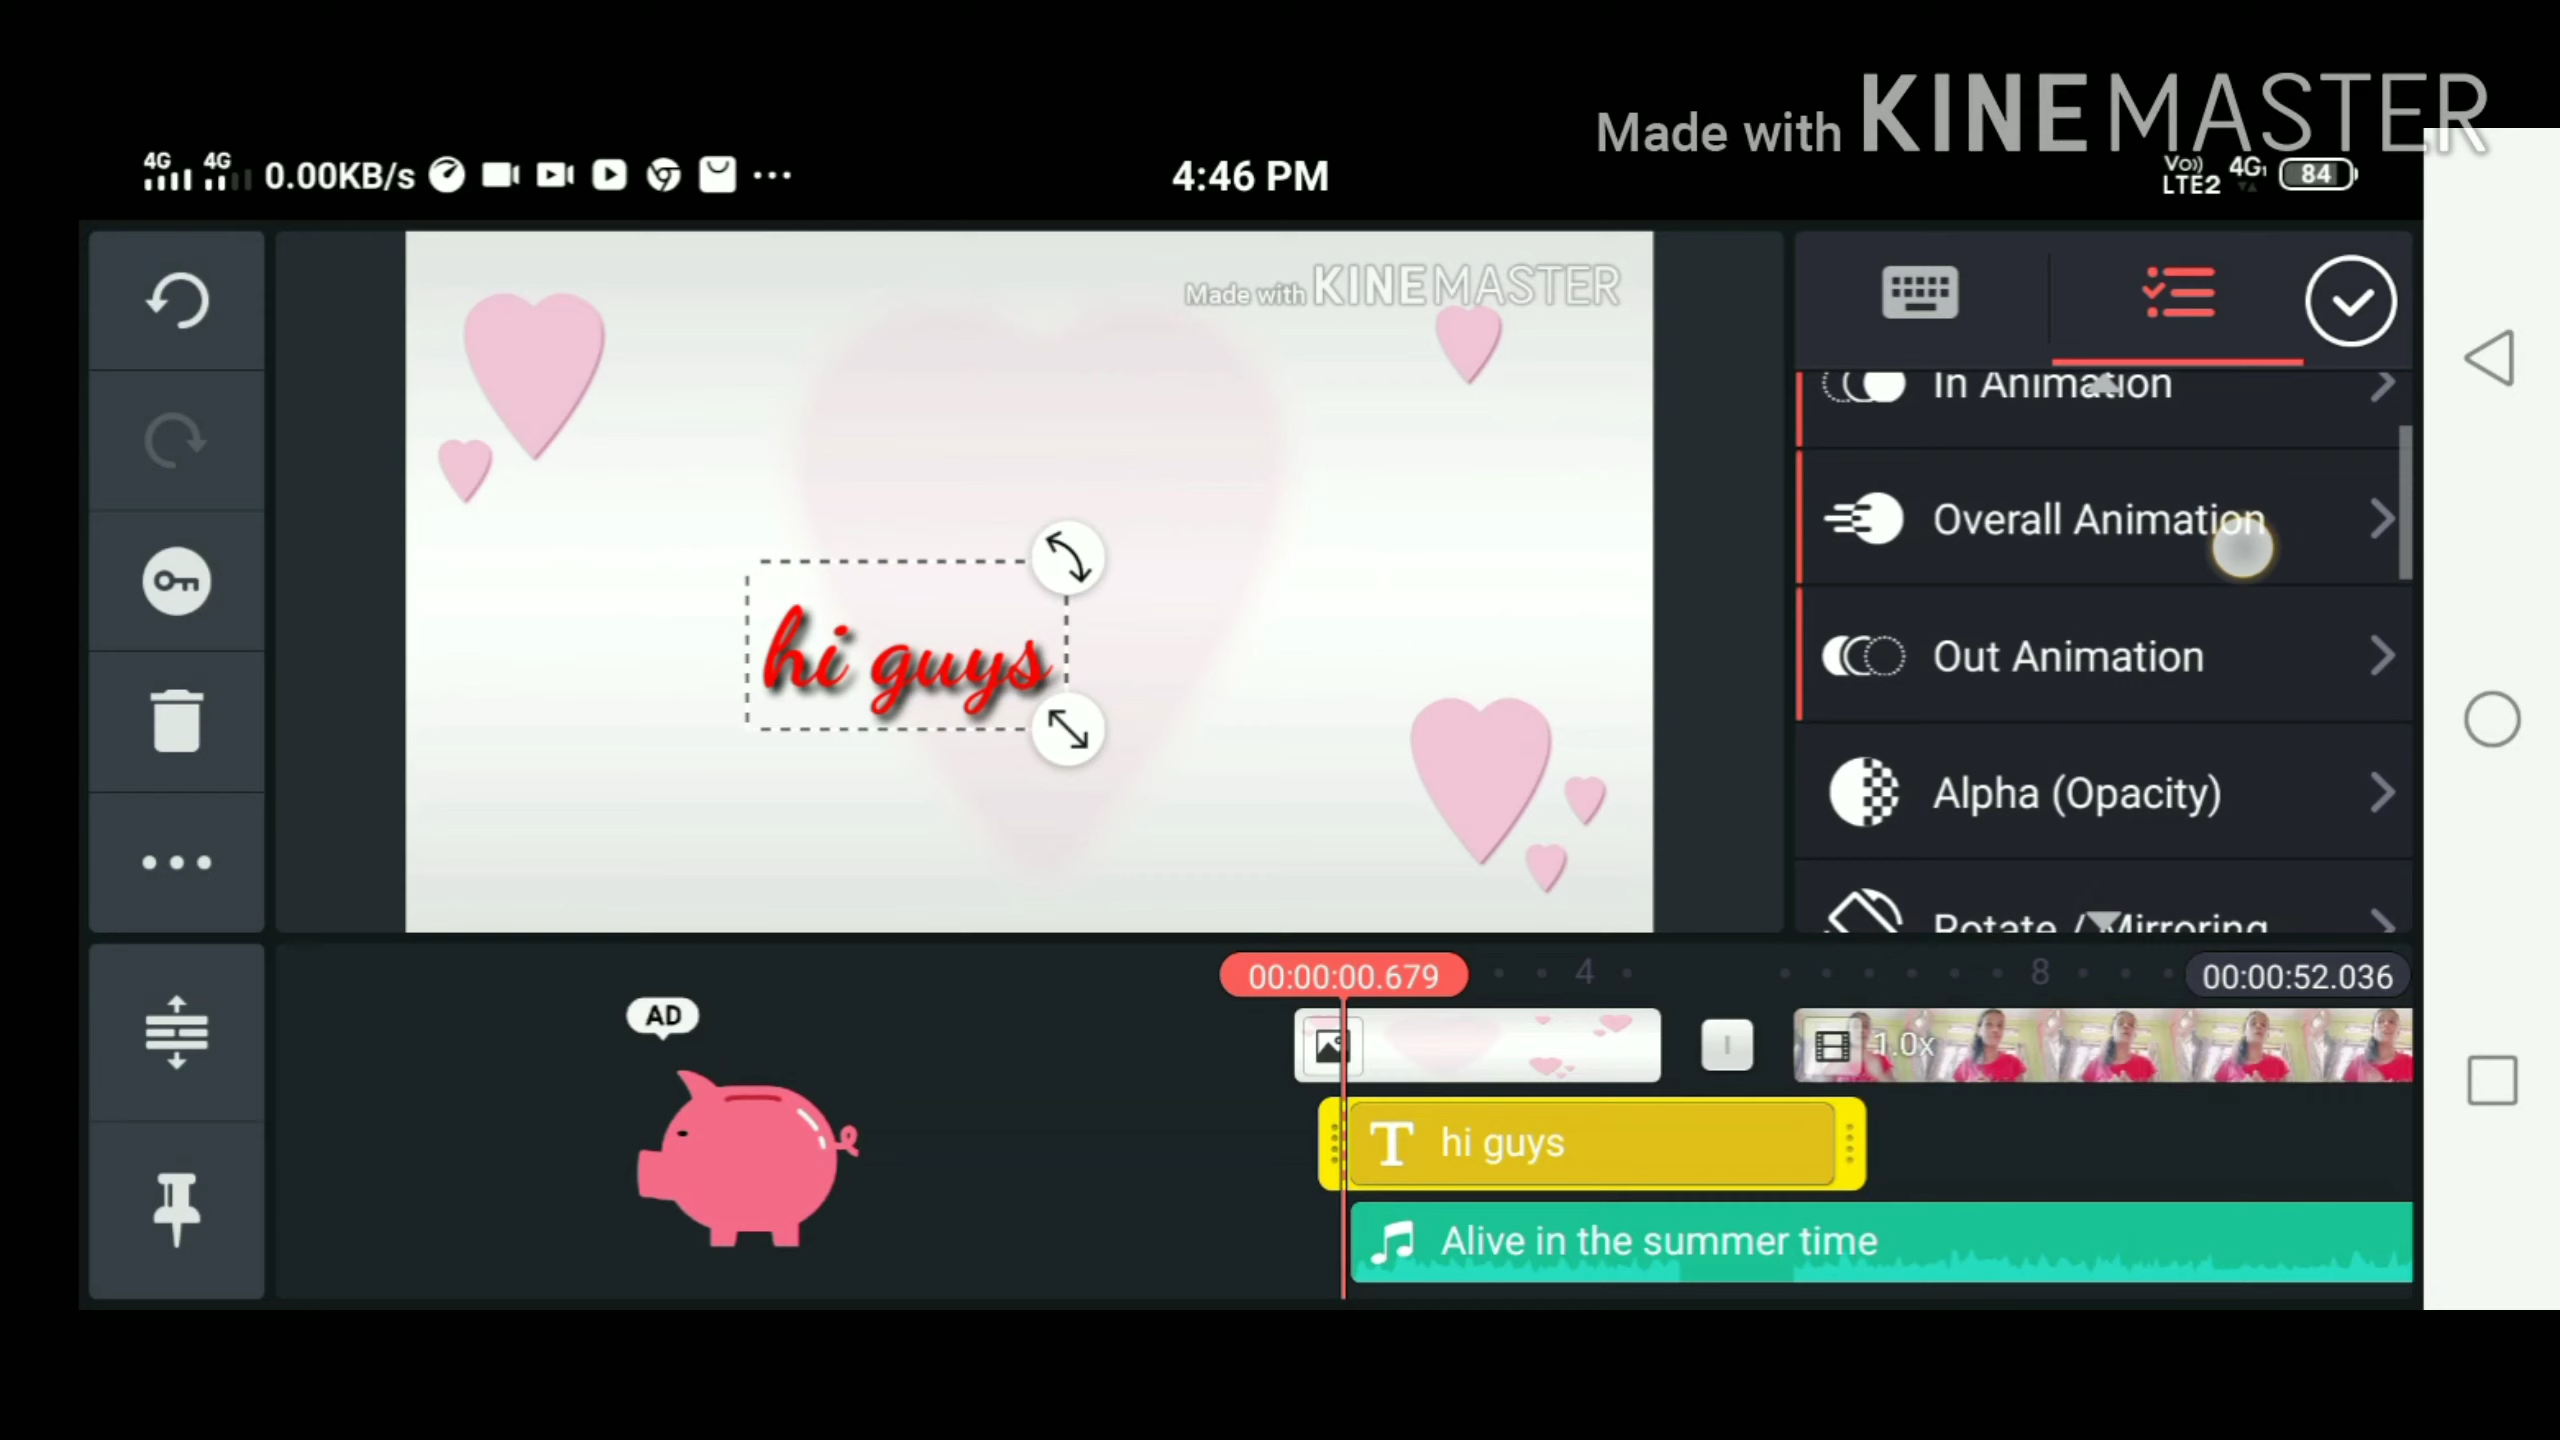 Made with KINEMASTER
4G 4G 0.00KB/s 4:46 PM Vo)) LTE2 4G 84
Made with KINEMASTER
In Animation
Overall Animation
hi guys
Out Animation
Alpha (Opacity)
Rotate / Mirroring
00:00:00.679 4 8 00:00:52.036
AD
1.0x
T hi guys
Alive in the summer time